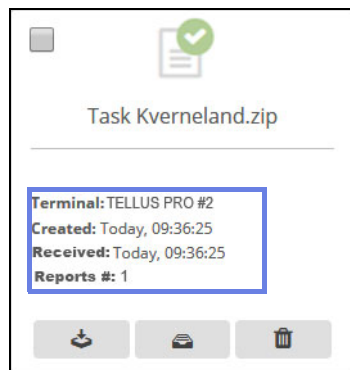 Task Kverneland.zip
Terminal: TELLUS PRO #2
Created: Today, 09:36:25
Received: Today, 09:36:25
Reports #: 1